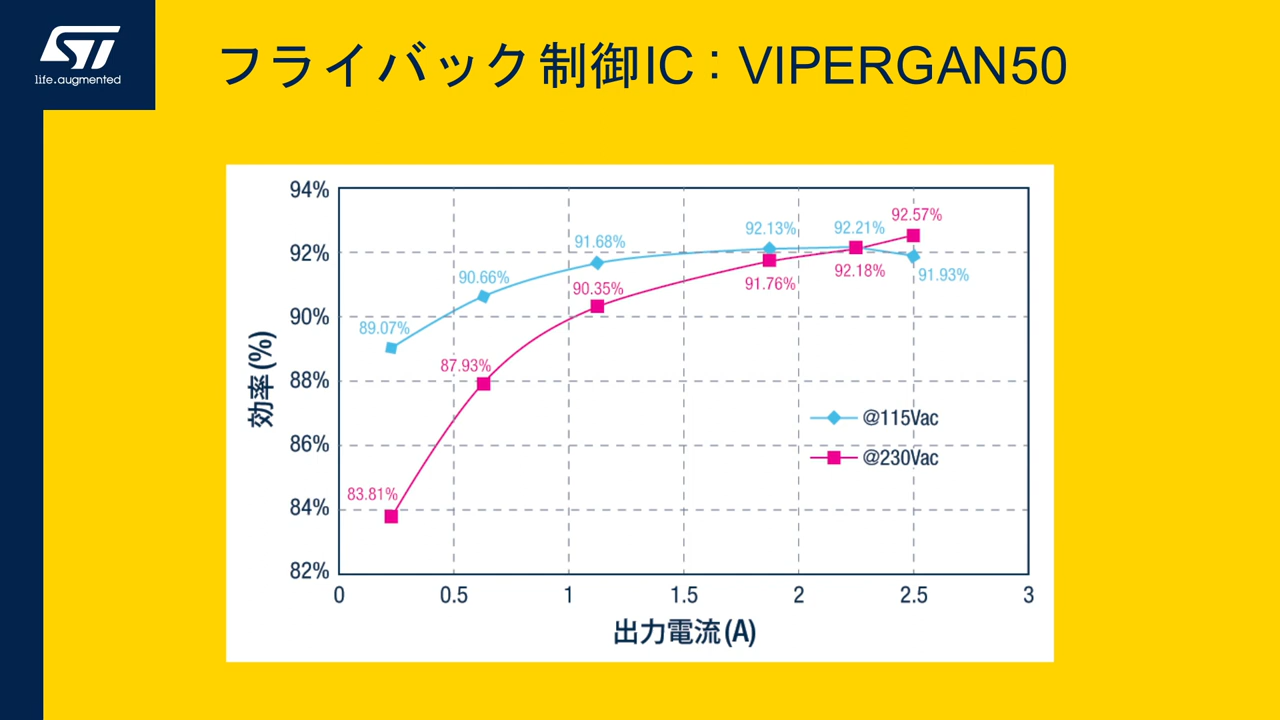 life.augmented
フライバック制御IC：VIPERGAN50
94%
92%
90%
88%
86%
84%
82%
効率(%)
89.07%
90.66%
91.68%
92.13%
92.21%
91.93%
83.81%
87.93%
90.35%
91.76%
92.18%
92.57%
@115Vac
@230Vac
0 0.5 1 1.5 2 2.5 3
出力電流(A)